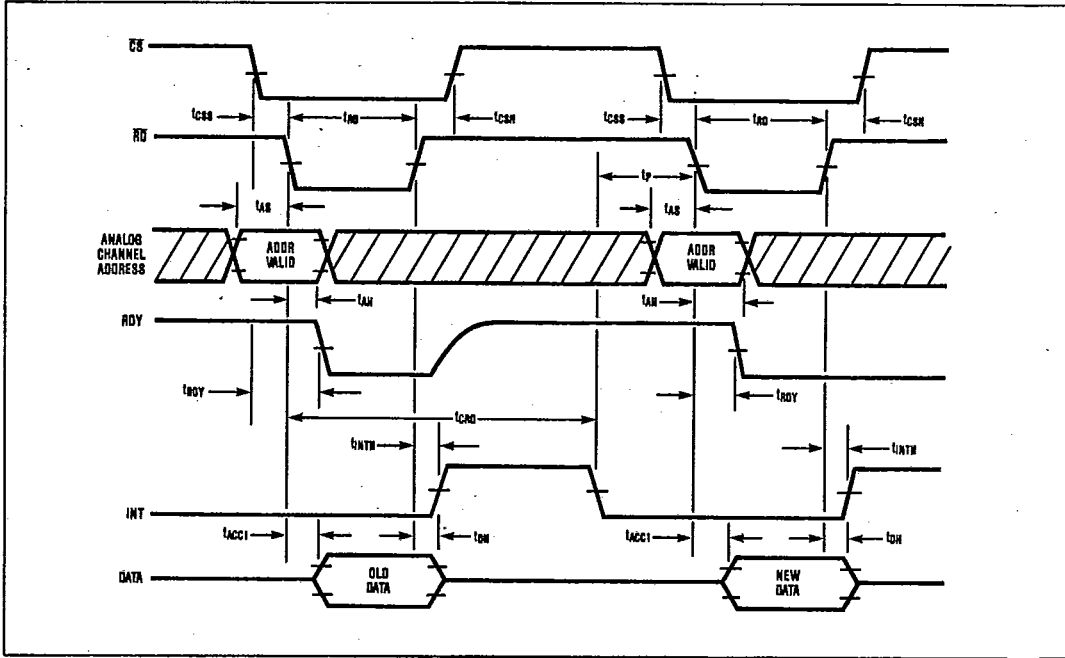 CS
tCSS
tRD
tCSH
tCSS
tRD
tCSH
RD
tP
tAS
tAS
ANALOG
CHANNEL
ADDRESS
ADDR
VALID
ADDR
VALID
tAH
tAH
RDY
tRDY
tRDY
tCRD
tINTH
tINTH
INT
tACC1
tDH
tACC1
tDH
DATA
OLD
DATA
NEW
DATA